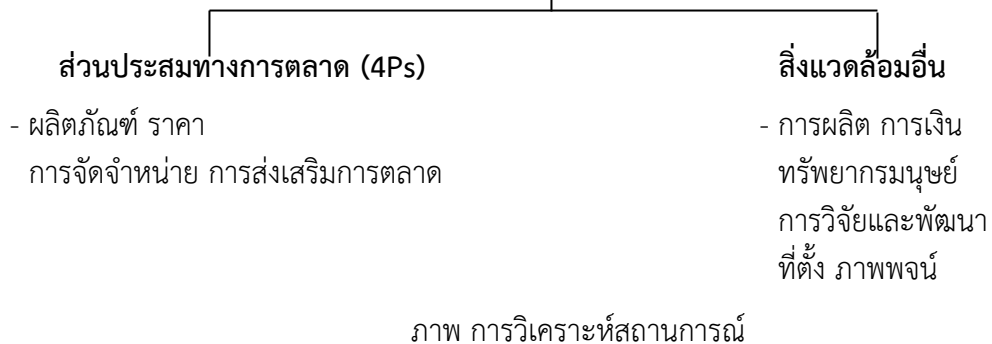 ส่วนประสมทางการตลาด (4Ps)
- ผลิตภัณฑ์ ราคา
การจัดจำหน่าย การส่งเสริมการตลาด
สิ่งแวดล้อมอื่น
- การผลิต การเงิน
ทรัพยากรมนุษย์
การวิจัยและพัฒนา
ที่ตั้ง ภาพพจน์
ภาพ การวิเคราะห์สถานการณ์